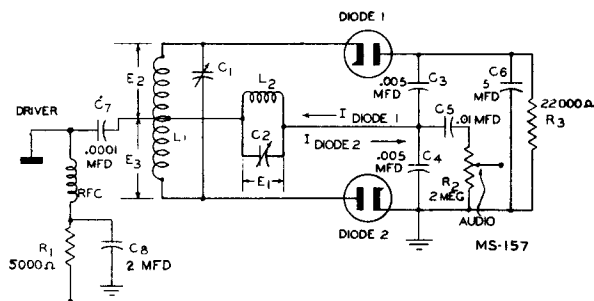 DIODE 1
E2
C1
L2
C3
.005
MFD
C6
5
MFD
22000Ω
R3
DRIVER
C7
.0001
MFD
L1
I DIODE 1
C5
.01 MFD
C2
I DIODE 2
E3
E1
.005
MFD
C4
R2
2 MEG
AUDIO
RFC
DIODE 2
MS-157
R1
5000Ω
C8
2 MFD